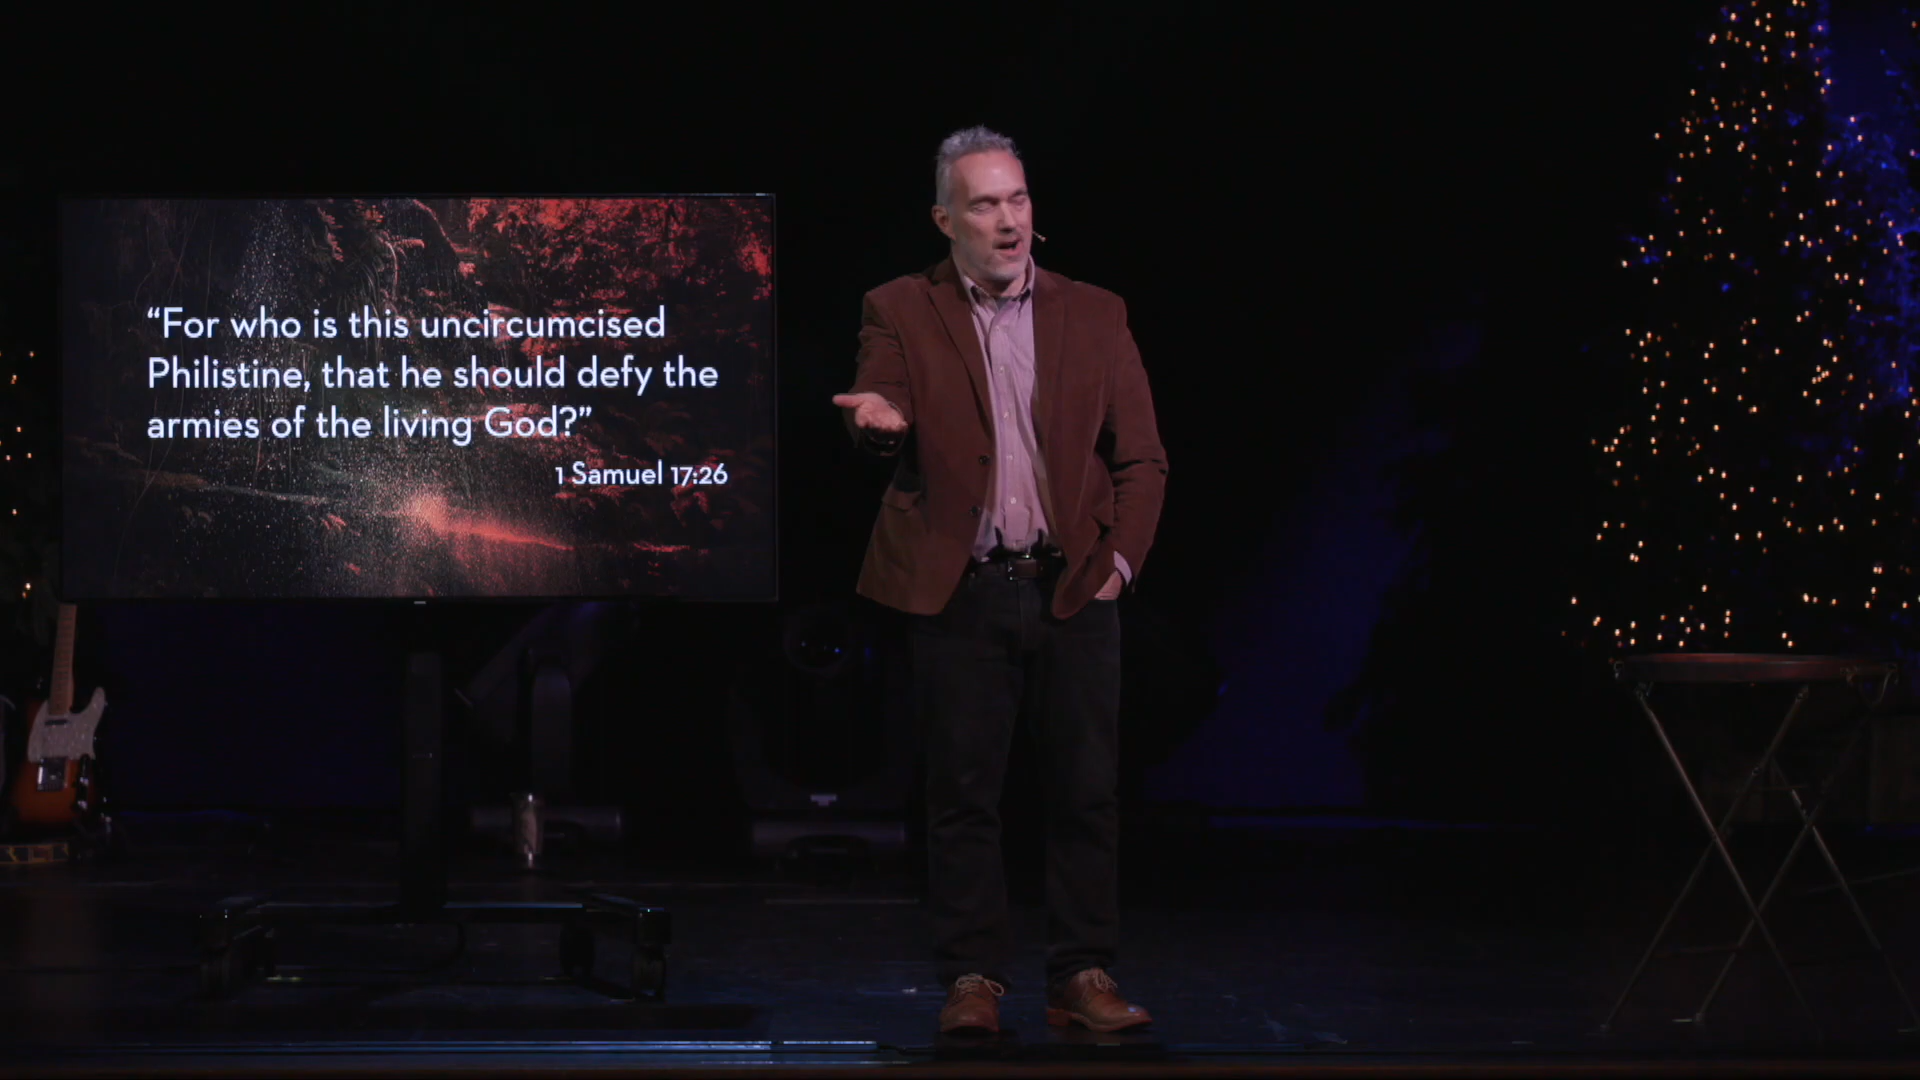 “For who is this uncircumcised
Philistine, that he should defy the
armies of the living God?”
1 Samuel 17:26